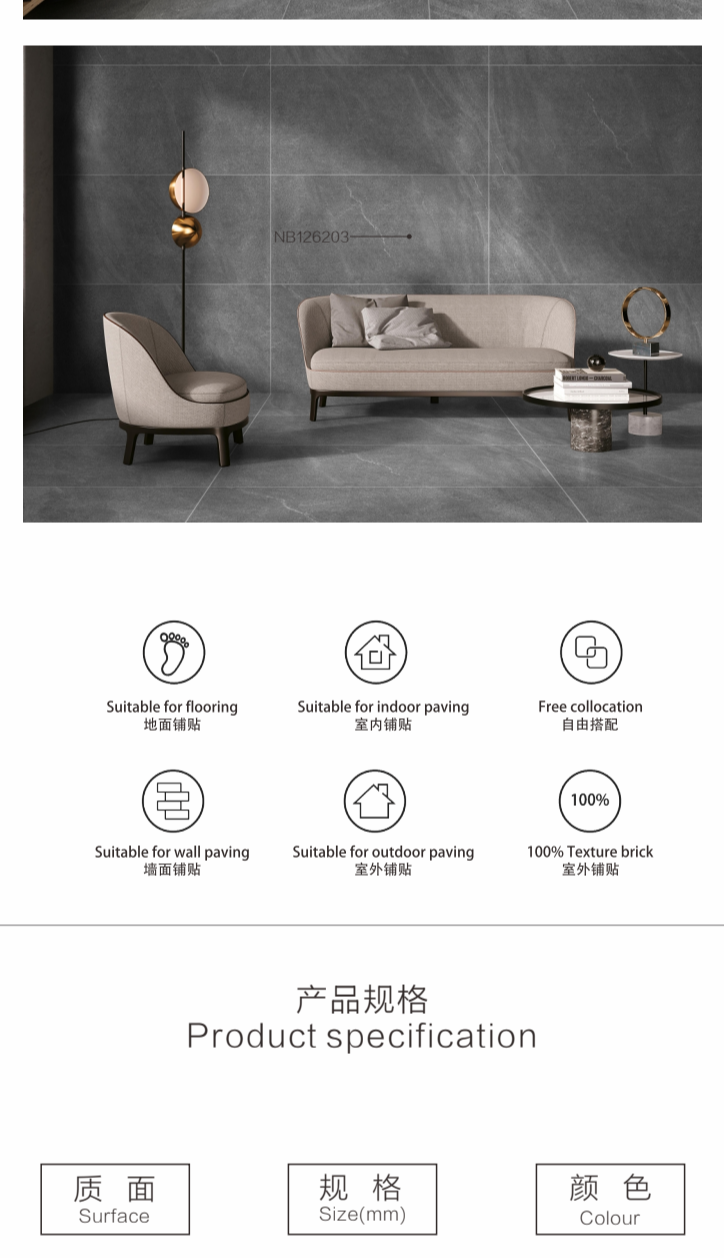 NB126203
Suitable for flooring
地面铺贴
Suitable for indoor paving
室内铺贴
Free collocation
自由搭配
100%
Suitable for wall paving
墙面铺贴
Suitable for outdoor paving
室外铺贴
100% Texture brick
室外铺贴
产品规格
Product specification
质 面
Surface
规 格
Size(mm)
颜 色
Colour